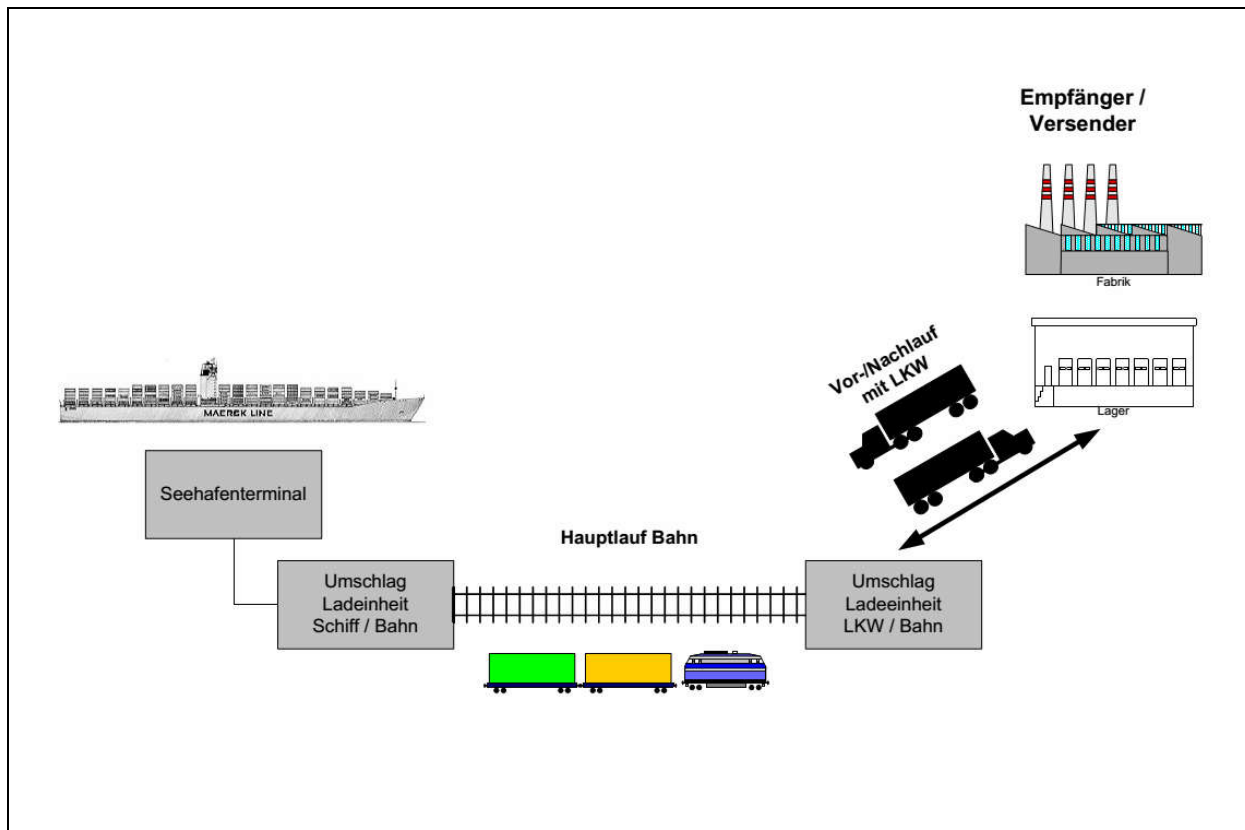 Empfänger /
Versender
Fabrik
Vor-/Nachlauf
mit LKW
Lager
MAERSK LINE
Seehafenterminal
Hauptlauf Bahn
Umschlag
Ladeinheit
Schiff / Bahn
Umschlag
Ladeeinheit
LKW / Bahn